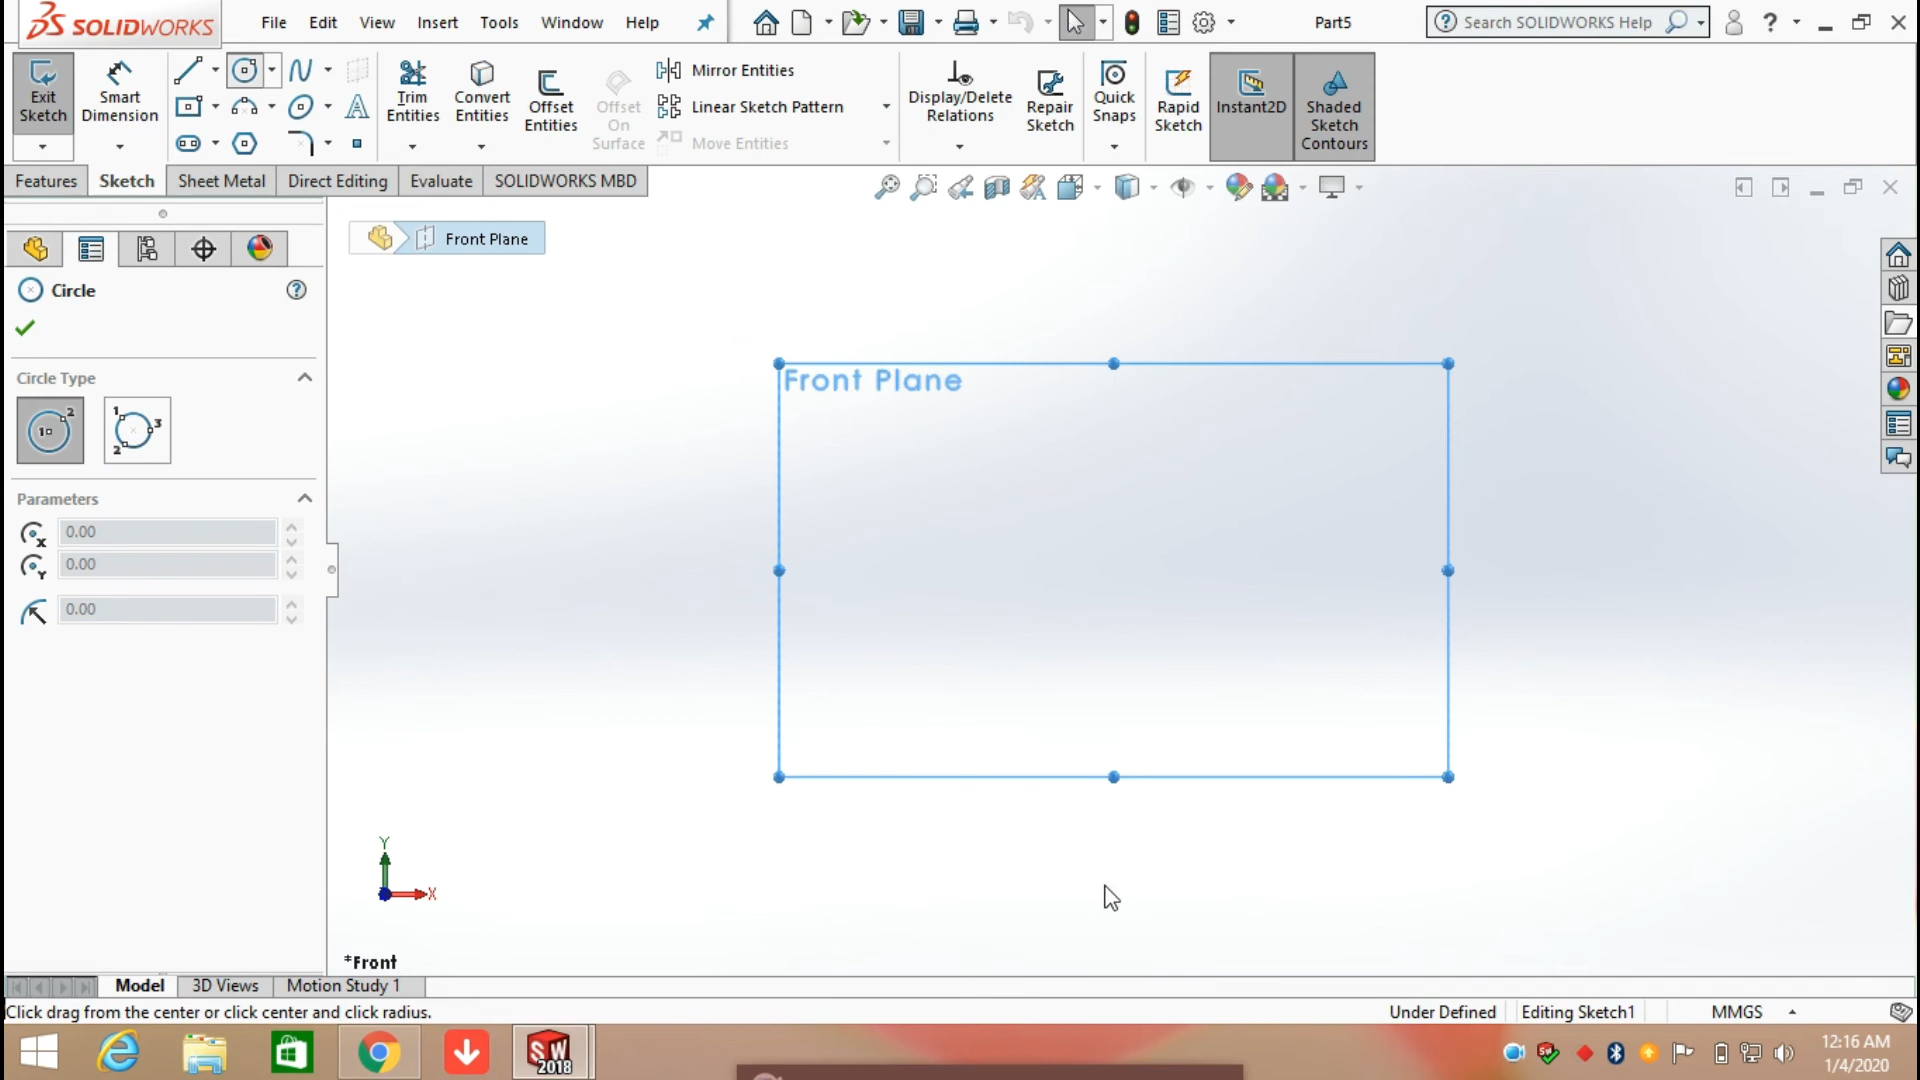 SOLIDWORKS File Edit View Insert Tools Window Help Part5 Search SOLIDWORKS Help ?
Exit Sketch
Smart Dimension
Trim Entities
Convert Entities
Offset Entities
Offset On Surface
Mirror Entities
Linear Sketch Pattern
Move Entities
Display/Delete Relations
Repair Sketch
Quick Snaps
Rapid Sketch
Instant2D
Shaded Sketch Contours
Features Sketch Sheet Metal Direct Editing Evaluate SOLIDWORKS MBD
Front Plane
Circle ?
Circle Type
1 2
1 2 3
Parameters
X 0.00
Y 0.00
0.00
Front Plane
Y
X
*Front
Model 3D Views Motion Study 1
Click drag from the center or click center and click radius. Under Defined Editing Sketch1 MMGS
SW 2018
12:16 AM
1/4/2020